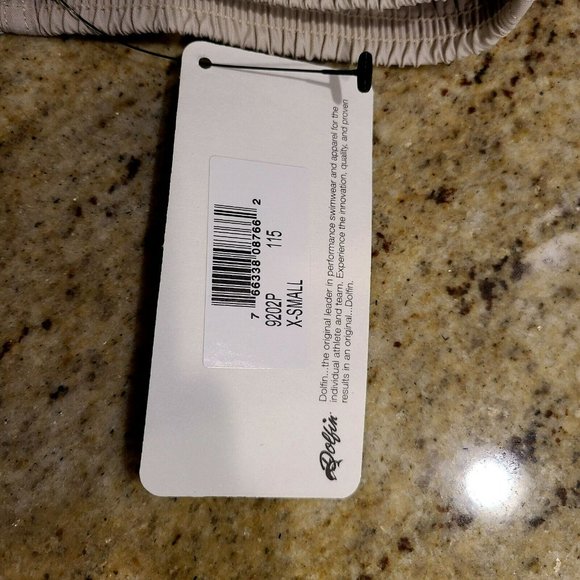 7 66338 08766 2
9202P 115
X-SMALL
Dolfin
Dolfin...the original leader in performance swimwear and apparel for the
individual athlete and team. Experience the innovation, quality, and proven
results in an original...Dolfin.